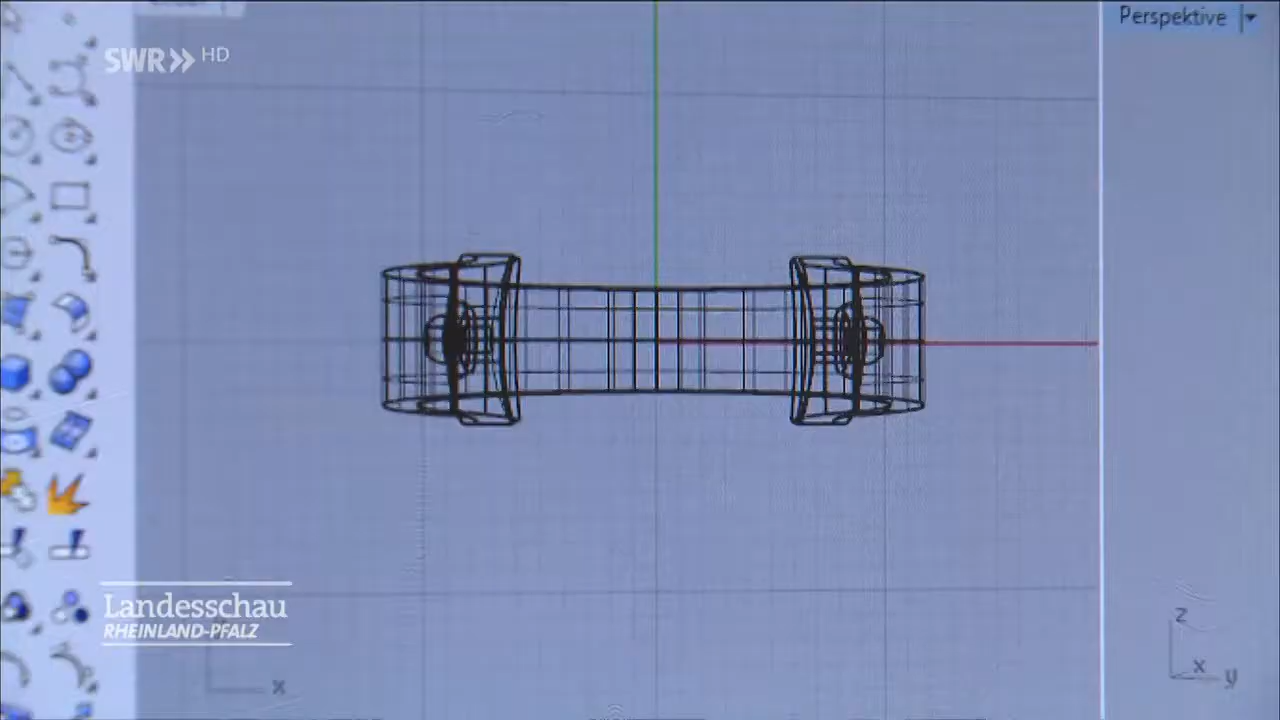 Perspektive
SWR>> HD
Landesschau
RHEINLAND-PFALZ
x
z
x
y